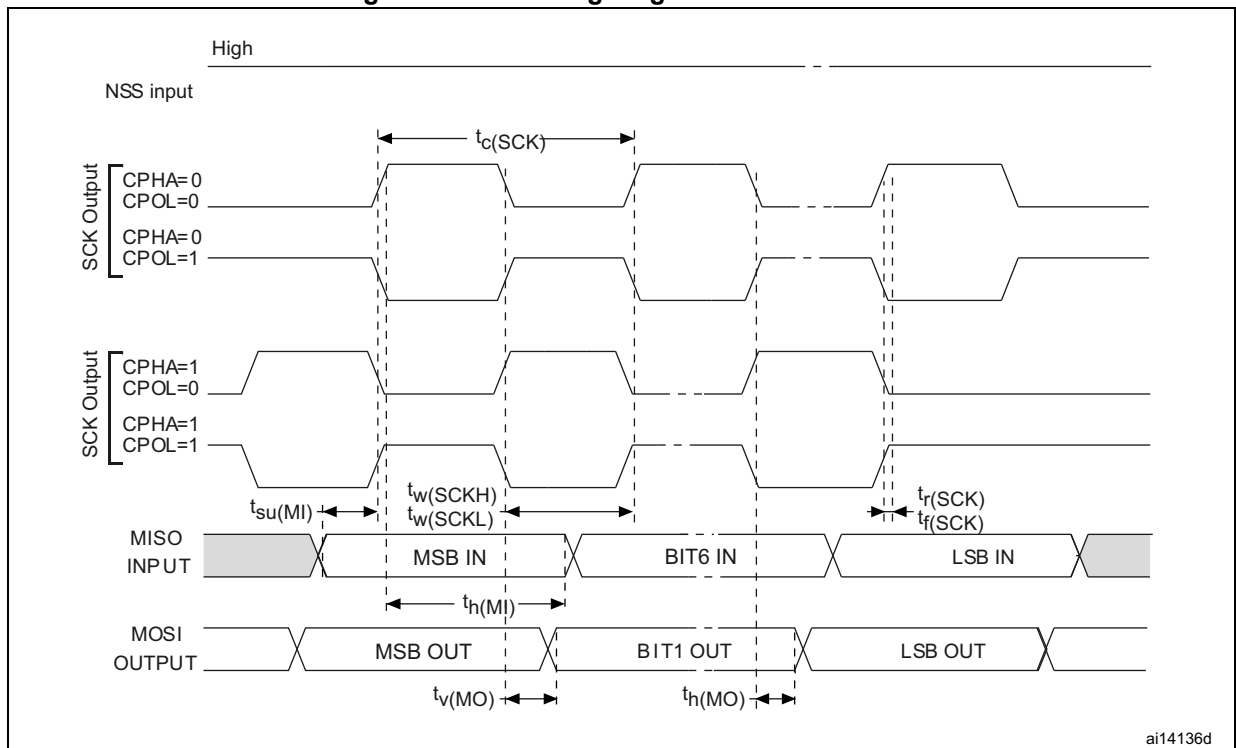 High
NSS input
tc(SCK)
SCK Output
CPHA=0
CPOL=0
CPHA=0
CPOL=1
SCK Output
CPHA=1
CPOL=0
CPHA=1
CPOL=1
tsu(MI)
tw(SCKH)
tw(SCKL)
tr(SCK)
tf(SCK)
MISO
INPUT
MSB IN
BIT6 IN
LSB IN
th(MI)
MOSI
OUTPUT
MSB OUT
BIT1 OUT
LSB OUT
tv(MO)
th(MO)
ai14136d